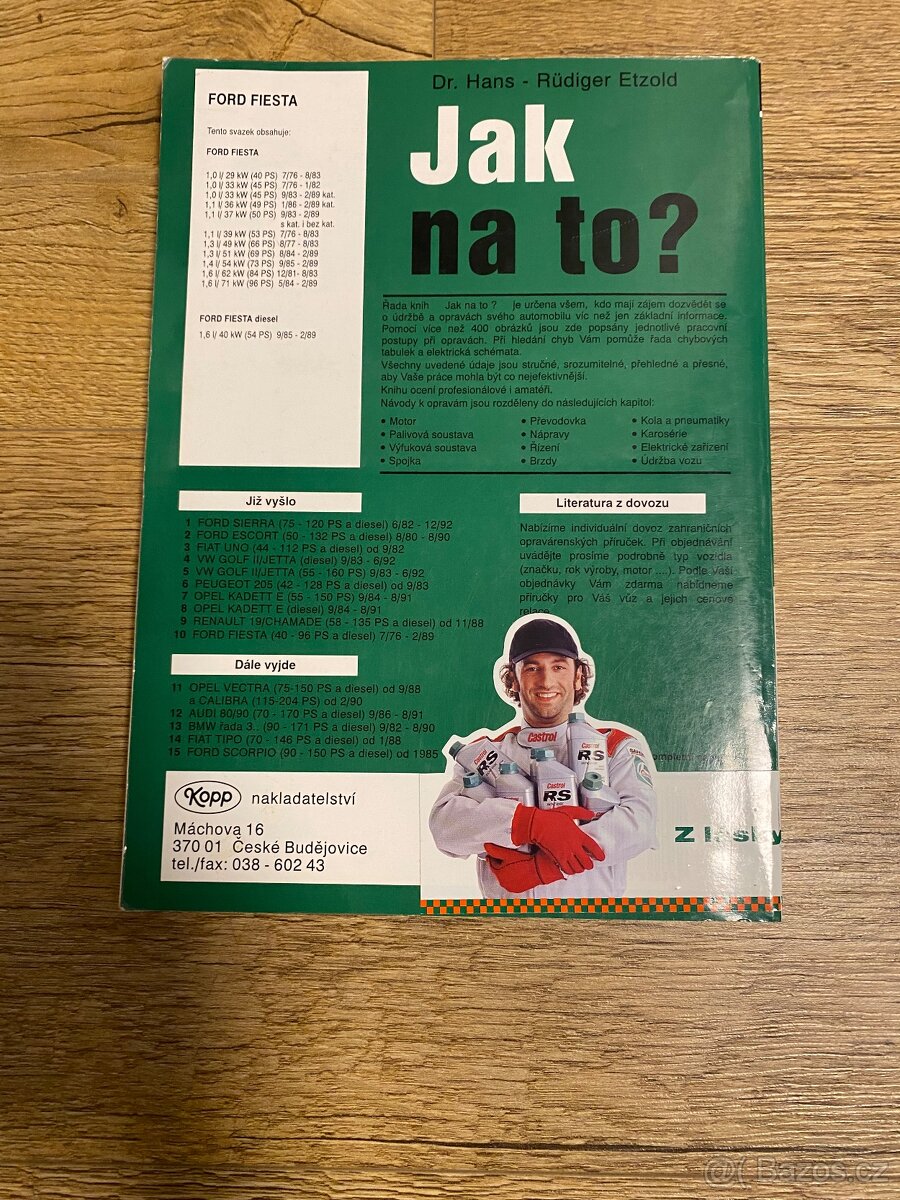 FORD FIESTA
Tento svazek obsahuje:
FORD FIESTA
1,0 l/ 29 kW (40 PS) 7/76 - 8/83
1,0 l/ 33 kW (45 PS) 7/76 - 1/82
1,0 l/ 33 kW (45 PS) 9/83 - 2/89 kat.
1,1 l/ 36 kW (49 PS) 1/86 - 2/89 kat.
1,1 l/ 37 kW (50 PS) 9/83 - 2/89
s kat. i bez kat.
1,1 l/ 39 kW (53 PS) 7/76 - 8/83
1,3 l/ 49 kW (66 PS) 8/77 - 8/83
1,3 l/ 51 kW (69 PS) 8/84 - 2/89
1,4 l/ 54 kW (73 PS) 9/85 - 2/89
1,6 l/ 62 kW (84 PS) 12/81- 8/83
1,6 l/ 71 kW (96 PS) 5/84 - 2/89
FORD FIESTA diesel
1,6 l/ 40 kW (54 PS) 9/85 - 2/89
Dr. Hans - Rüdiger Etzold
Jak
na to?
Řada knih Jak na to ? je určena všem, kdo mají zájem dozvědět se
o údržbě a opravách svého automobilu víc než jen základní informace.
Pomocí více než 400 obrázků jsou zde popsány jednotlivé pracovní
postupy při opravách. Při hledání chyb Vám pomůže řada chybových
tabulek a elektrická schémata.
Všechny uvedené údaje jsou stručné, srozumitelné, přehledné a přesné,
aby Vaše práce mohla být co nejefektivnější.
Knihu ocení profesionálové i amatéři.
Návody k opravám jsou rozděleny do následujících kapitol:
• Motor
• Palivová soustava
• Výfuková soustava
• Spojka
• Převodovka
• Nápravy
• Řízení
• Brzdy
• Kola a pneumatiky
• Karosérie
• Elektrické zařízení
• Údržba vozu
Již vyšlo
1 FORD SIERRA (75 - 120 PS a diesel) 6/82 - 12/92
2 FORD ESCORT (50 - 132 PS a diesel) 8/80 - 8/90
3 FIAT UNO (44 - 112 PS a diesel) od 9/82
4 VW GOLF II/JETTA (diesel) 9/83 - 6/92
5 VW GOLF II/JETTA (55 - 160 PS) 9/83 - 6/92
6 PEUGEOT 205 (42 - 128 PS a diesel) od 9/83
7 OPEL KADETT E (55 - 150 PS) 9/84 - 8/91
8 OPEL KADETT E (diesel) 9/84 - 8/91
9 RENAULT 19/CHAMADE (58 - 135 PS a diesel) od 11/88
10 FORD FIESTA (40 - 96 PS a diesel) 7/76 - 2/89
Dále vyjde
11 OPEL VECTRA (75-150 PS a diesel) od 9/88
a CALIBRA (115-204 PS) od 2/90
12 AUDI 80/90 (70 - 170 PS a diesel) 9/86 - 8/91
13 BMW řada 3.. (90 - 171 PS a diesel) 9/82 - 8/90
14 FIAT TIPO (70 - 146 PS a diesel) od 1/88
15 FORD SCORPIO (90 - 150 PS a diesel) od 1985
Literatura z dovozu
Nabízíme individuální dovoz zahraničních
opravárenských příruček. Při objednávání
uvádějte prosíme podrobně typ vozidla
(značku, rok výroby, motor ....). Podle Vaší
objednávky Vám zdarma nabídneme
příručky pro Váš vůz a jejich cenové
relace.
Castrol
Castrol
RS
Castrol
RS
RS
Kopp nakladatelství
Máchova 16
370 01 České Budějovice
tel./fax: 038 - 602 43
Z lásky
Bazos.cz